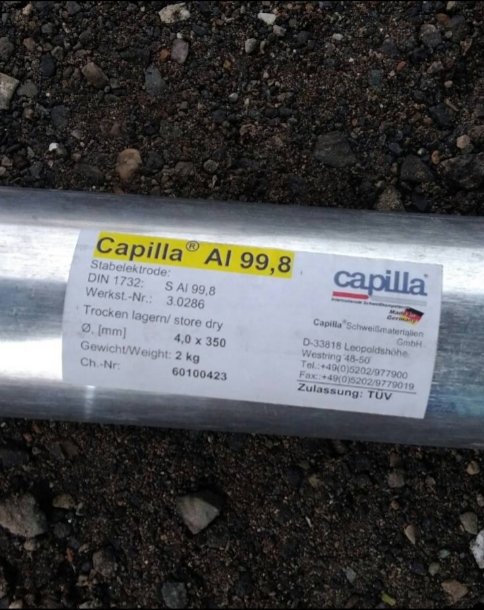 Capilla® Al 99,8
Stabelektrode:
DIN 1732: S Al 99,8
Werkst.-Nr.: 3.0286
Trocken lagern/ store dry
Ø, [mm] 4,0 x 350
Gewicht/Weight: 2 kg
Ch.-Nr: 60100423
capilla®
Made in
Germany
Capilla® Schweißmaterialien
GmbH
D-33818 Leopoldshöhe
Westring 48-50
Tel.:+49(0)5202/977900
Fax.:+49(0)5202/9779019
Zulassung: TÜV